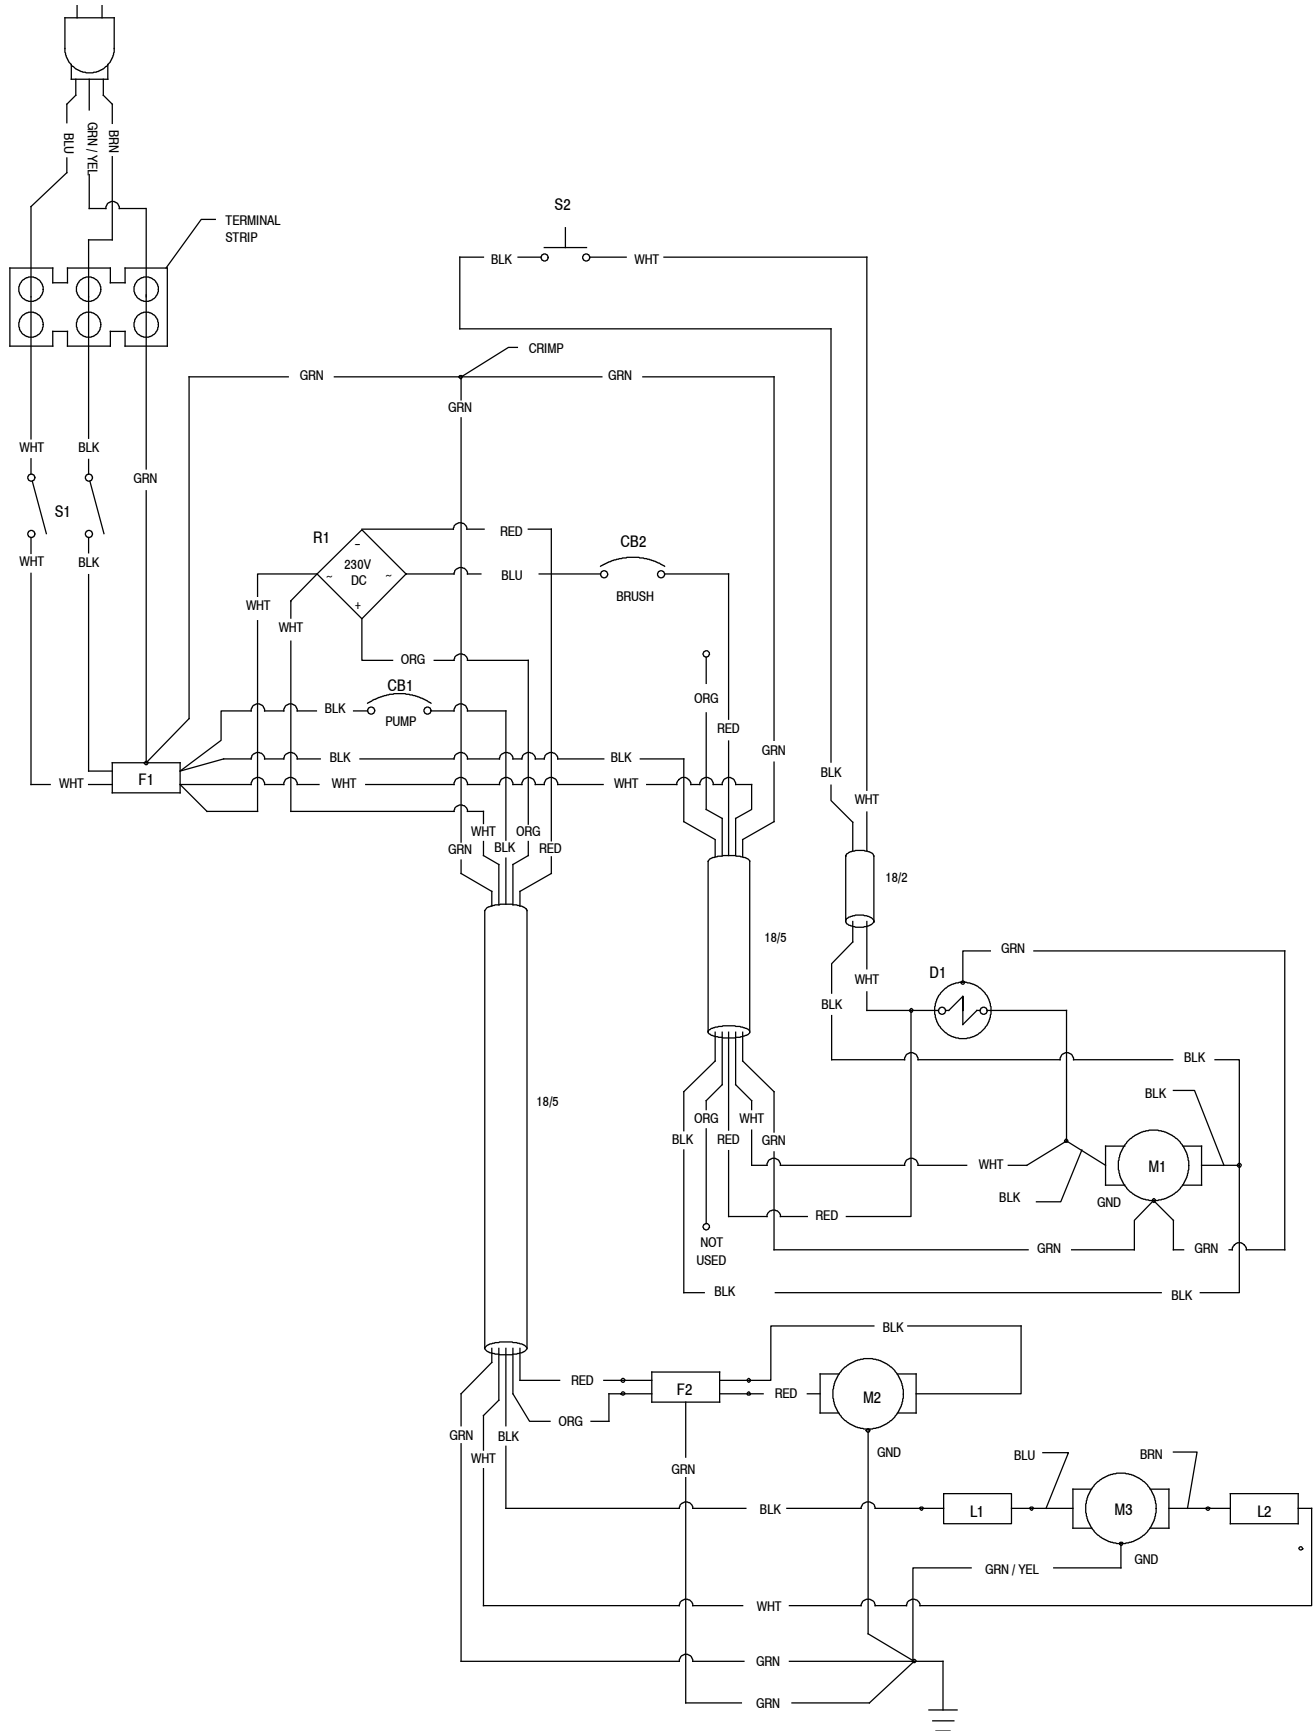 BLU
GRN / YEL
BRN
S2
TERMINAL
STRIP
BLK
WHT
CRIMP
GRN
GRN
GRN
WHT
BLK
GRN
S1
R1
RED
CB2
WHT
BLK
230V
DC
BLU
BRUSH
WHT
WHT
ORG
CB1
BLK
PUMP
ORG
RED
GRN
BLK
BLK
BLK
WHT
F1
WHT
WHT
WHT
WHT
ORG
GRN
BLK
RED
18/2
18/5
GRN
D1
WHT
BLK
BLK
18/5
BLK
ORG
WHT
BLK
RED
GRN
WHT
M1
BLK
GND
RED
NOT
USED
GRN
GRN
BLK
BLK
BLK
RED
F2
RED
M2
ORG
GRN
BLK
WHT
GND
GRN
BLU
BRN
BLK
L1
M3
L2
GND
GRN / YEL
WHT
GRN
GRN